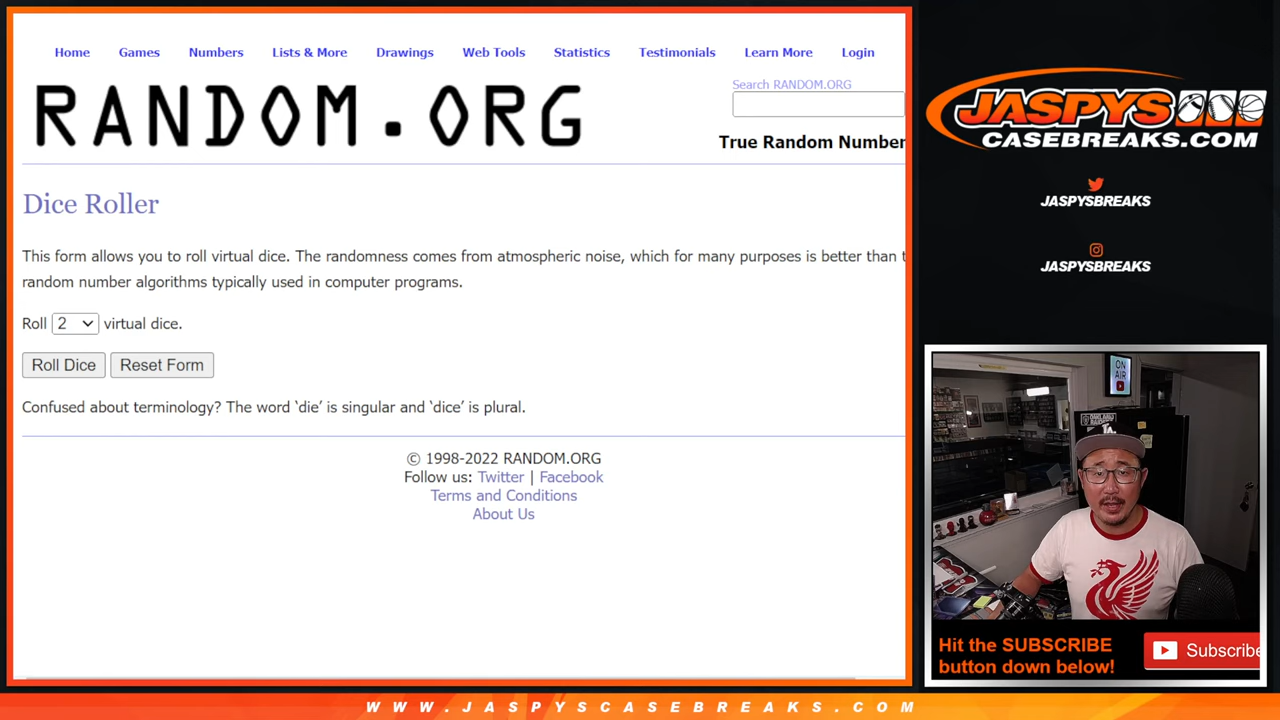 Home Games Numbers Lists & More Drawings Web Tools Statistics Testimonials Learn More Login
RANDOM.ORG
Search RANDOM.ORG
True Random Number
Dice Roller
This form allows you to roll virtual dice. The randomness comes from atmospheric noise, which for many purposes is better than t
random number algorithms typically used in computer programs.
Roll 2 virtual dice.
Roll Dice Reset Form
Confused about terminology? The word ‘die’ is singular and ‘dice’ is plural.
© 1998-2022 RANDOM.ORG
Follow us: Twitter | Facebook
Terms and Conditions
About Us
JASPYS
CASEBREAKS.COM
JASPYSBREAKS
JASPYSBREAKS
ON
AIR
Hit the SUBSCRIBE
button down below!
Subscribe
WWW.JASPYSCASEBREAKS.COM